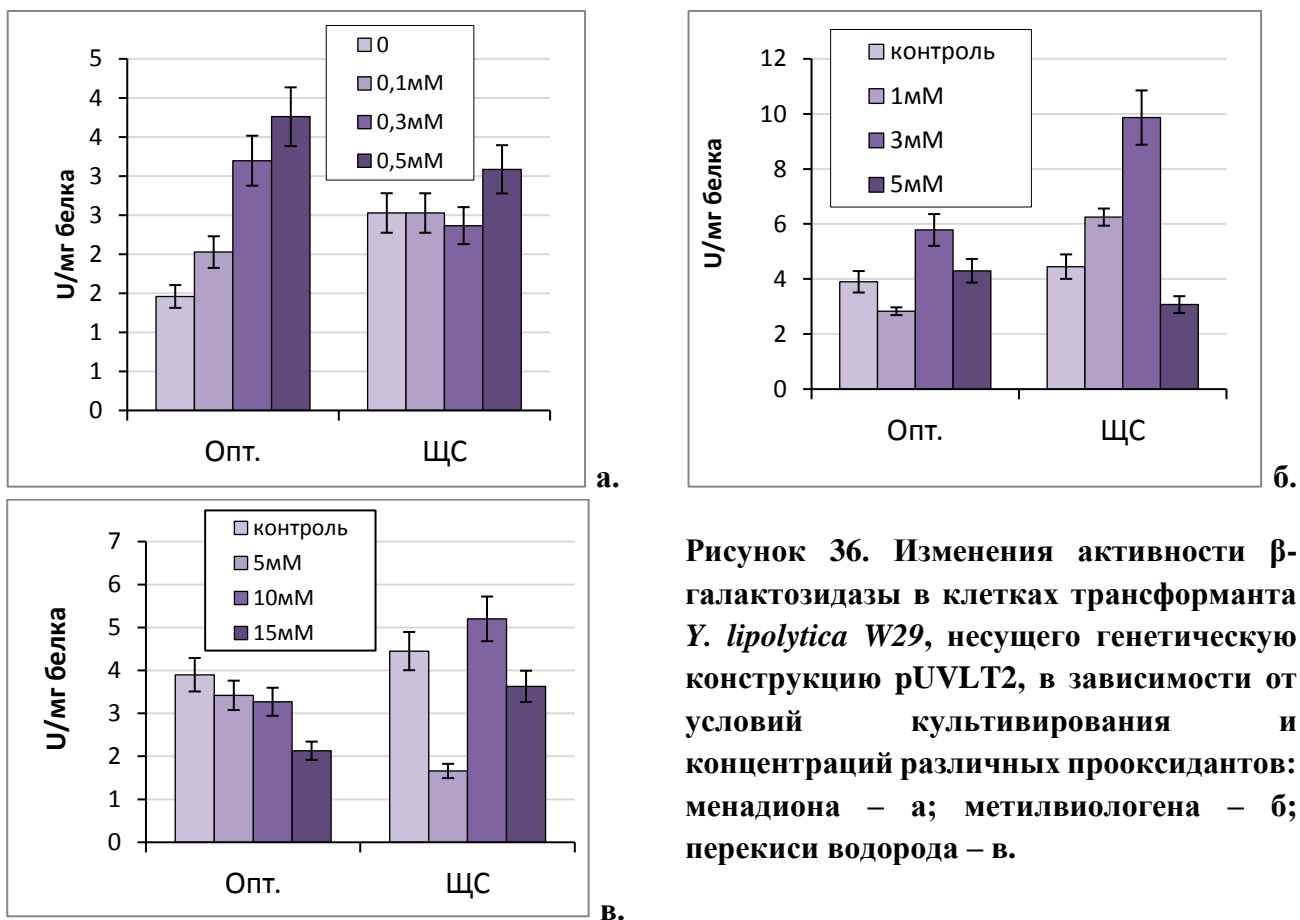 5
4
4
3
3
2
2
1
1
0
U/мг белка
0
0,1мМ
0,3мМ
0,5мМ
Опт.
ЩС
а.
12
10
8
6
4
2
0
U/мг белка
контроль
1мМ
3мМ
5мМ
Опт.
ЩС
б.
7
6
5
4
3
2
1
0
U/мг белка
контроль
5мМ
10мМ
15мМ
Опт.
ЩС
в.
Рисунок 36. Изменения активности β-
галактозидазы в клетках трансформанта
Y. lipolytica W29, несущего генетическую
конструкцию pUVLT2, в зависимости от
условий культивирования и
концентраций различных прооксидантов:
менадиона – а; метилвиологена – б;
перекиси водорода – в.